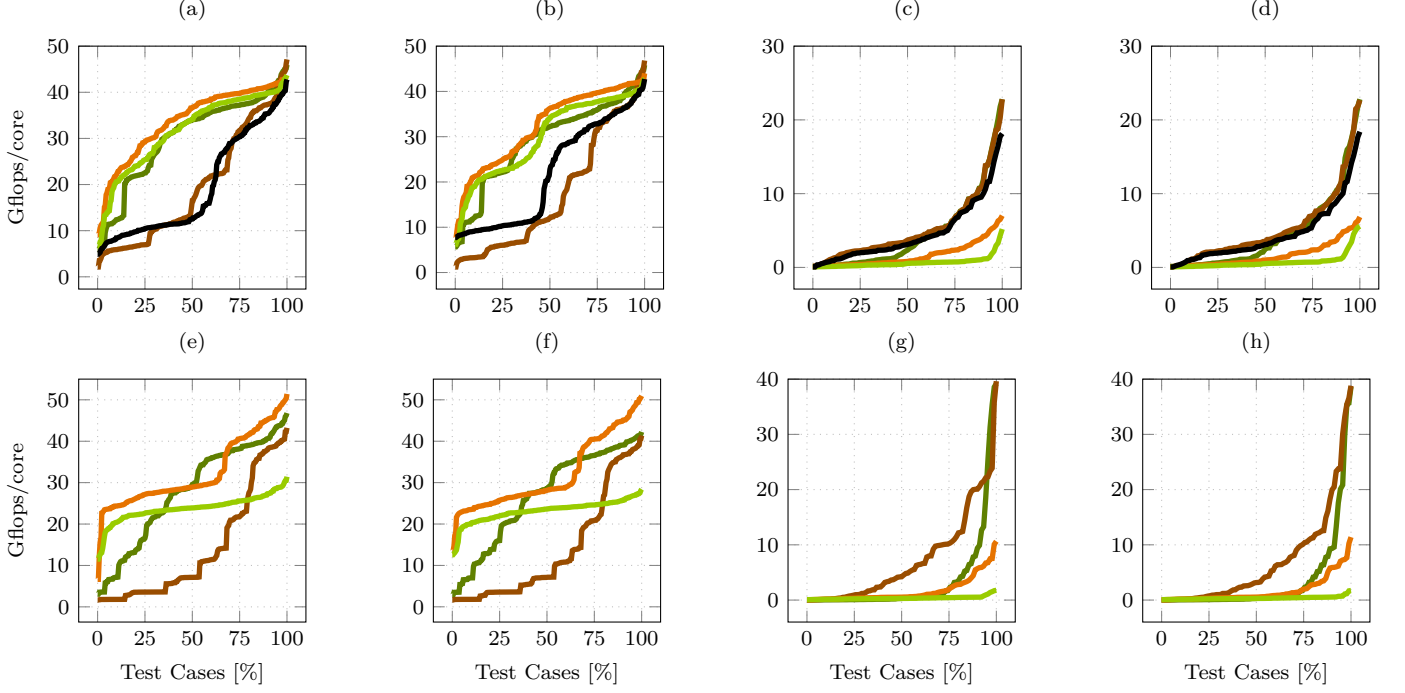 (a) (b) (c) (d)
50 50 30 30
40 40
20 20
30 30
20 20
10 10
10 10
0 0 0 0
Gflops/core
0 25 50 75 100 0 25 50 75 100 0 25 50 75 100 0 25 50 75 100
(e) (f) (g) (h)
50 50 40 40
40 40 30 30
30 30
20 20
20 20
10 10 10 10
0 0 0 0
Gflops/core
0 25 50 75 100 0 25 50 75 100 0 25 50 75 100 0 25 50 75 100
Test Cases [%] Test Cases [%] Test Cases [%] Test Cases [%]